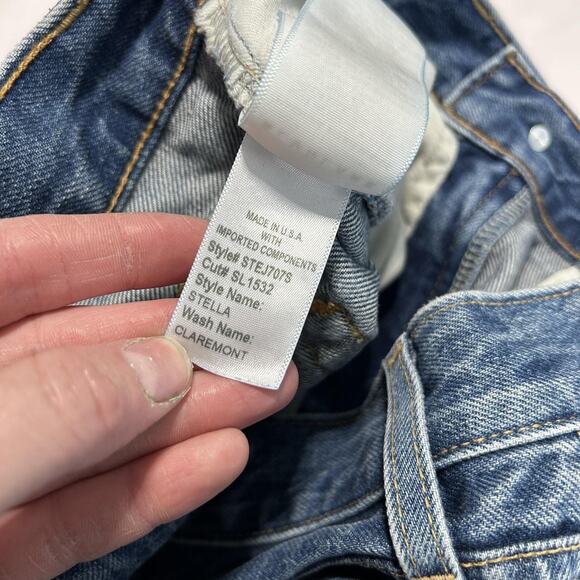 MADE IN U.S.A.
WITH
IMPORTED COMPONENTS
Style# STEJ707S
Cut# SL1532
Style Name:
STELLA
Wash Name:
CLAREMONT